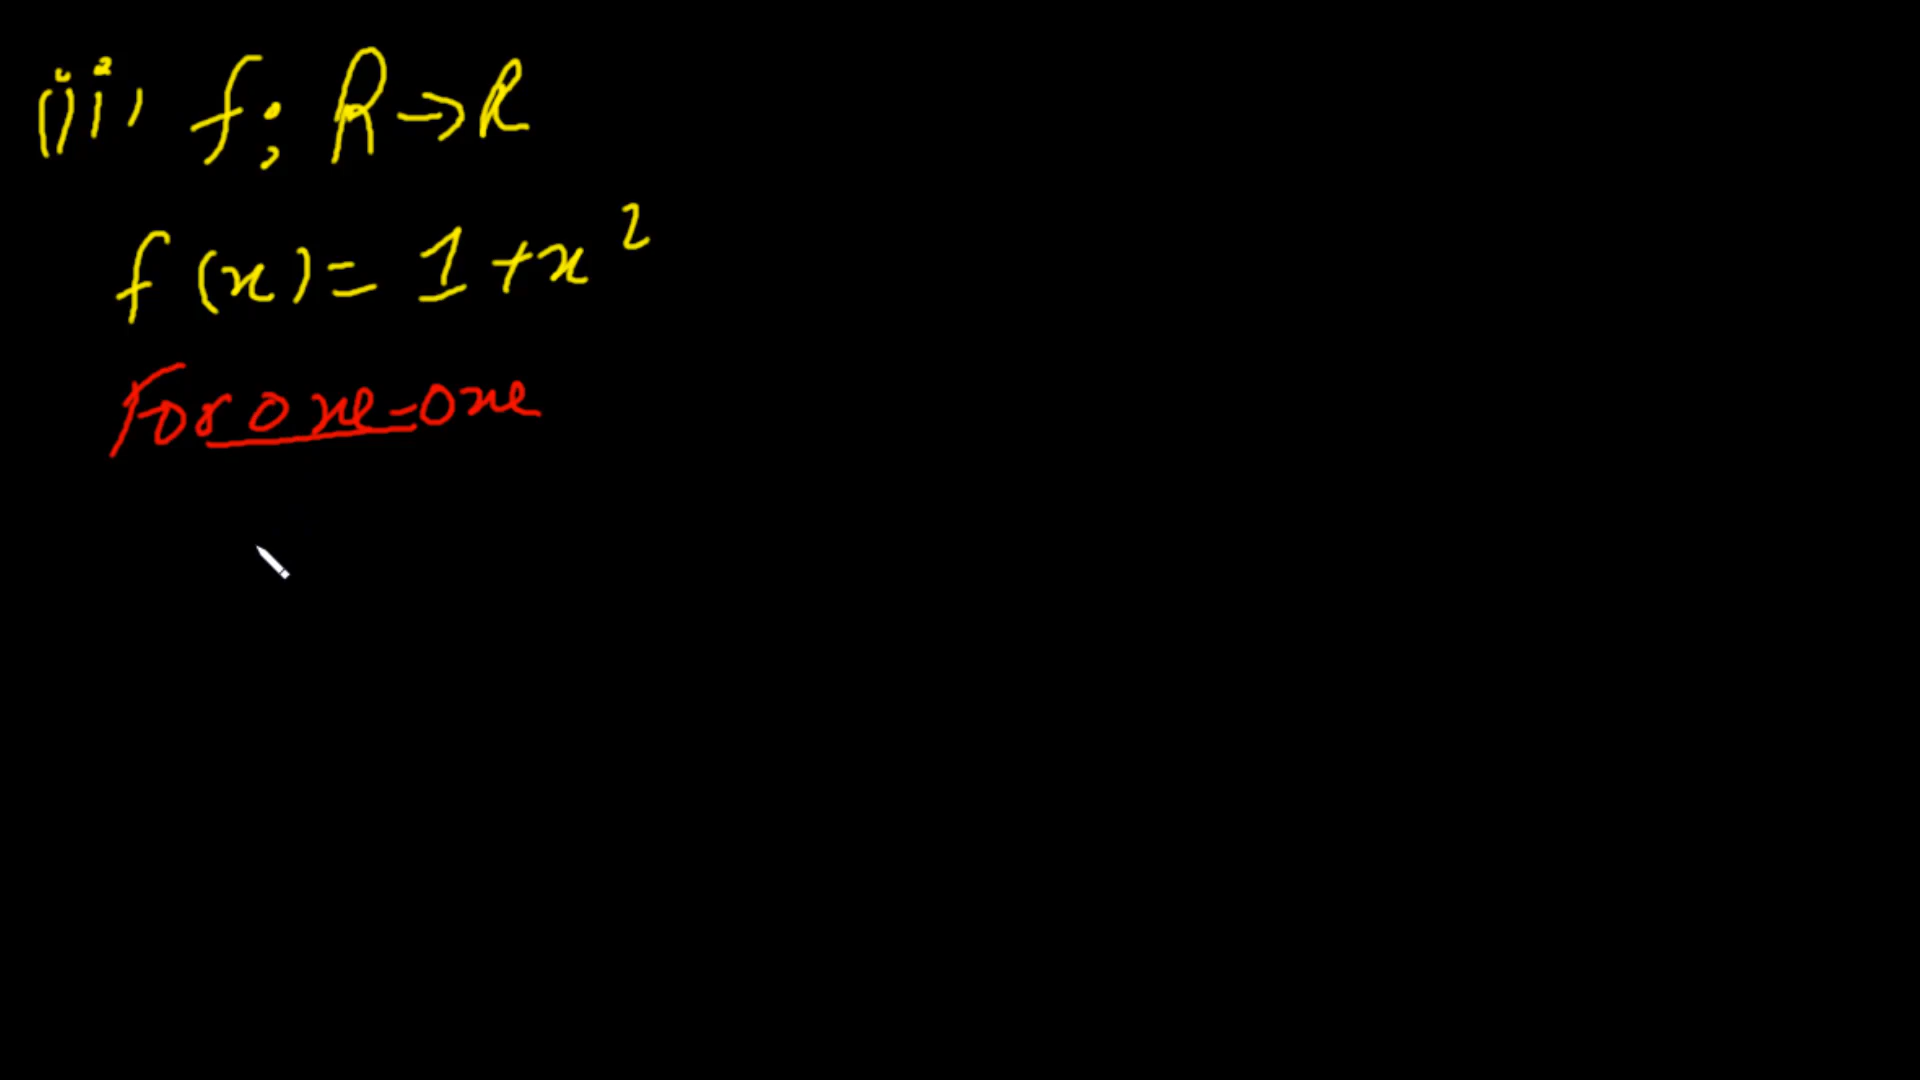 (ii) f: R→R
f(x) = 1 + x²
For one-one